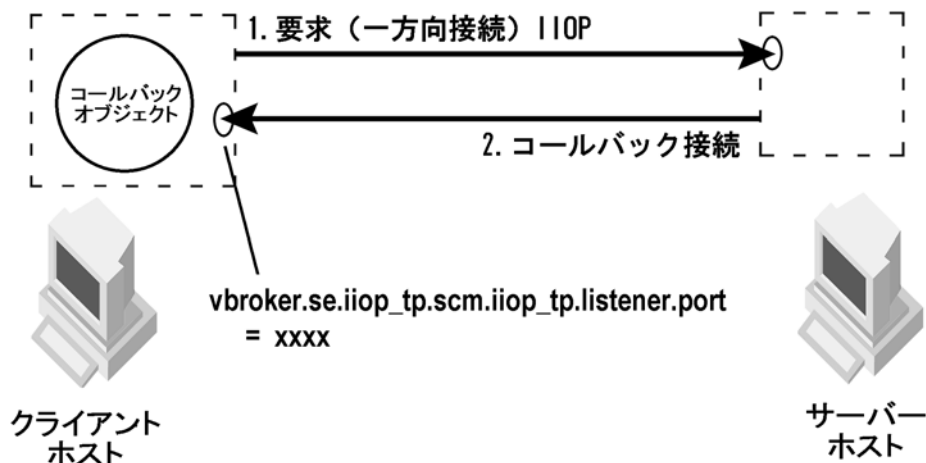 1. 要求（一方向接続）IIOP
コールバック
オブジェクト
2. コールバック接続
vbroker.se.iiop_tp.scm.iiop_tp.listener.port
= xxxx
クライアント
ホスト
サーバー
ホスト